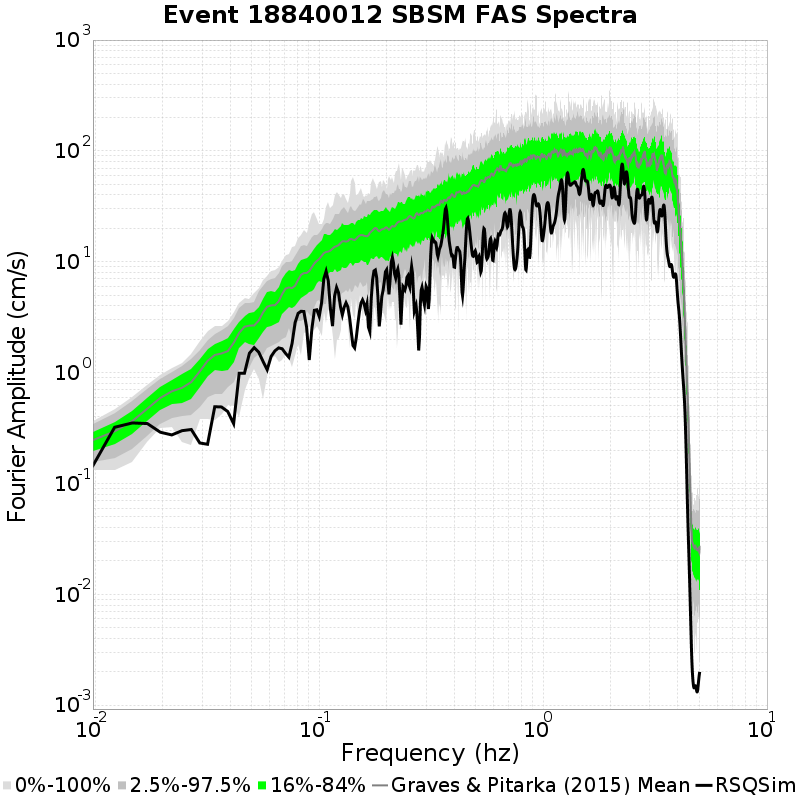 Event 18840012 SBSM FAS Spectra
Fourier Amplitude (cm/s)
10^3
10^2
10^1
10^0
10^-1
10^-2
10^-3
10^-2 10^-1 10^0 10^1
Frequency (hz)
0%-100% 2.5%-97.5% 16%-84% Graves & Pitarka (2015) Mean RSQSim